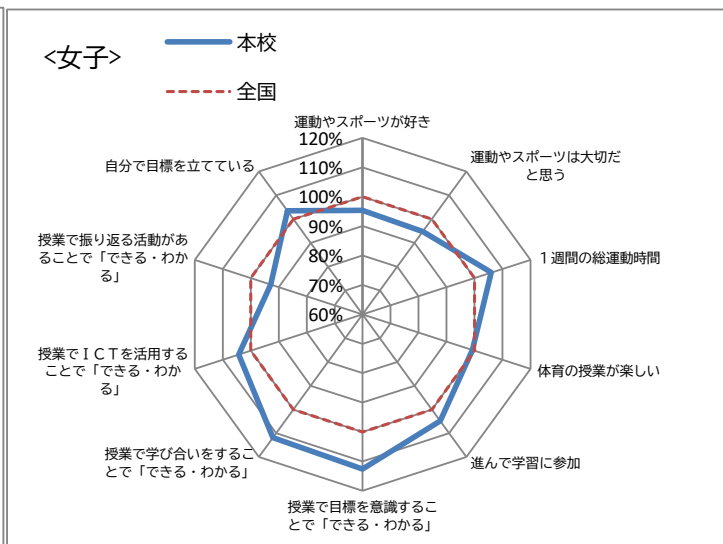 <女子>
本校
全国
運動やスポーツが好き
運動やスポーツは大切だ
と思う
１週間の総運動時間
体育の授業が楽しい
進んで学習に参加
授業で目標を意識するこ
とで「できる・わかる」
授業で学び合いをするこ
とで「できる・わかる」
授業でＩＣＴを活用する
ことで「できる・わか
る」
授業で振り返る活動があ
ることで「できる・わか
る」
自分で目標を立てている
120%
110%
100%
90%
80%
70%
60%